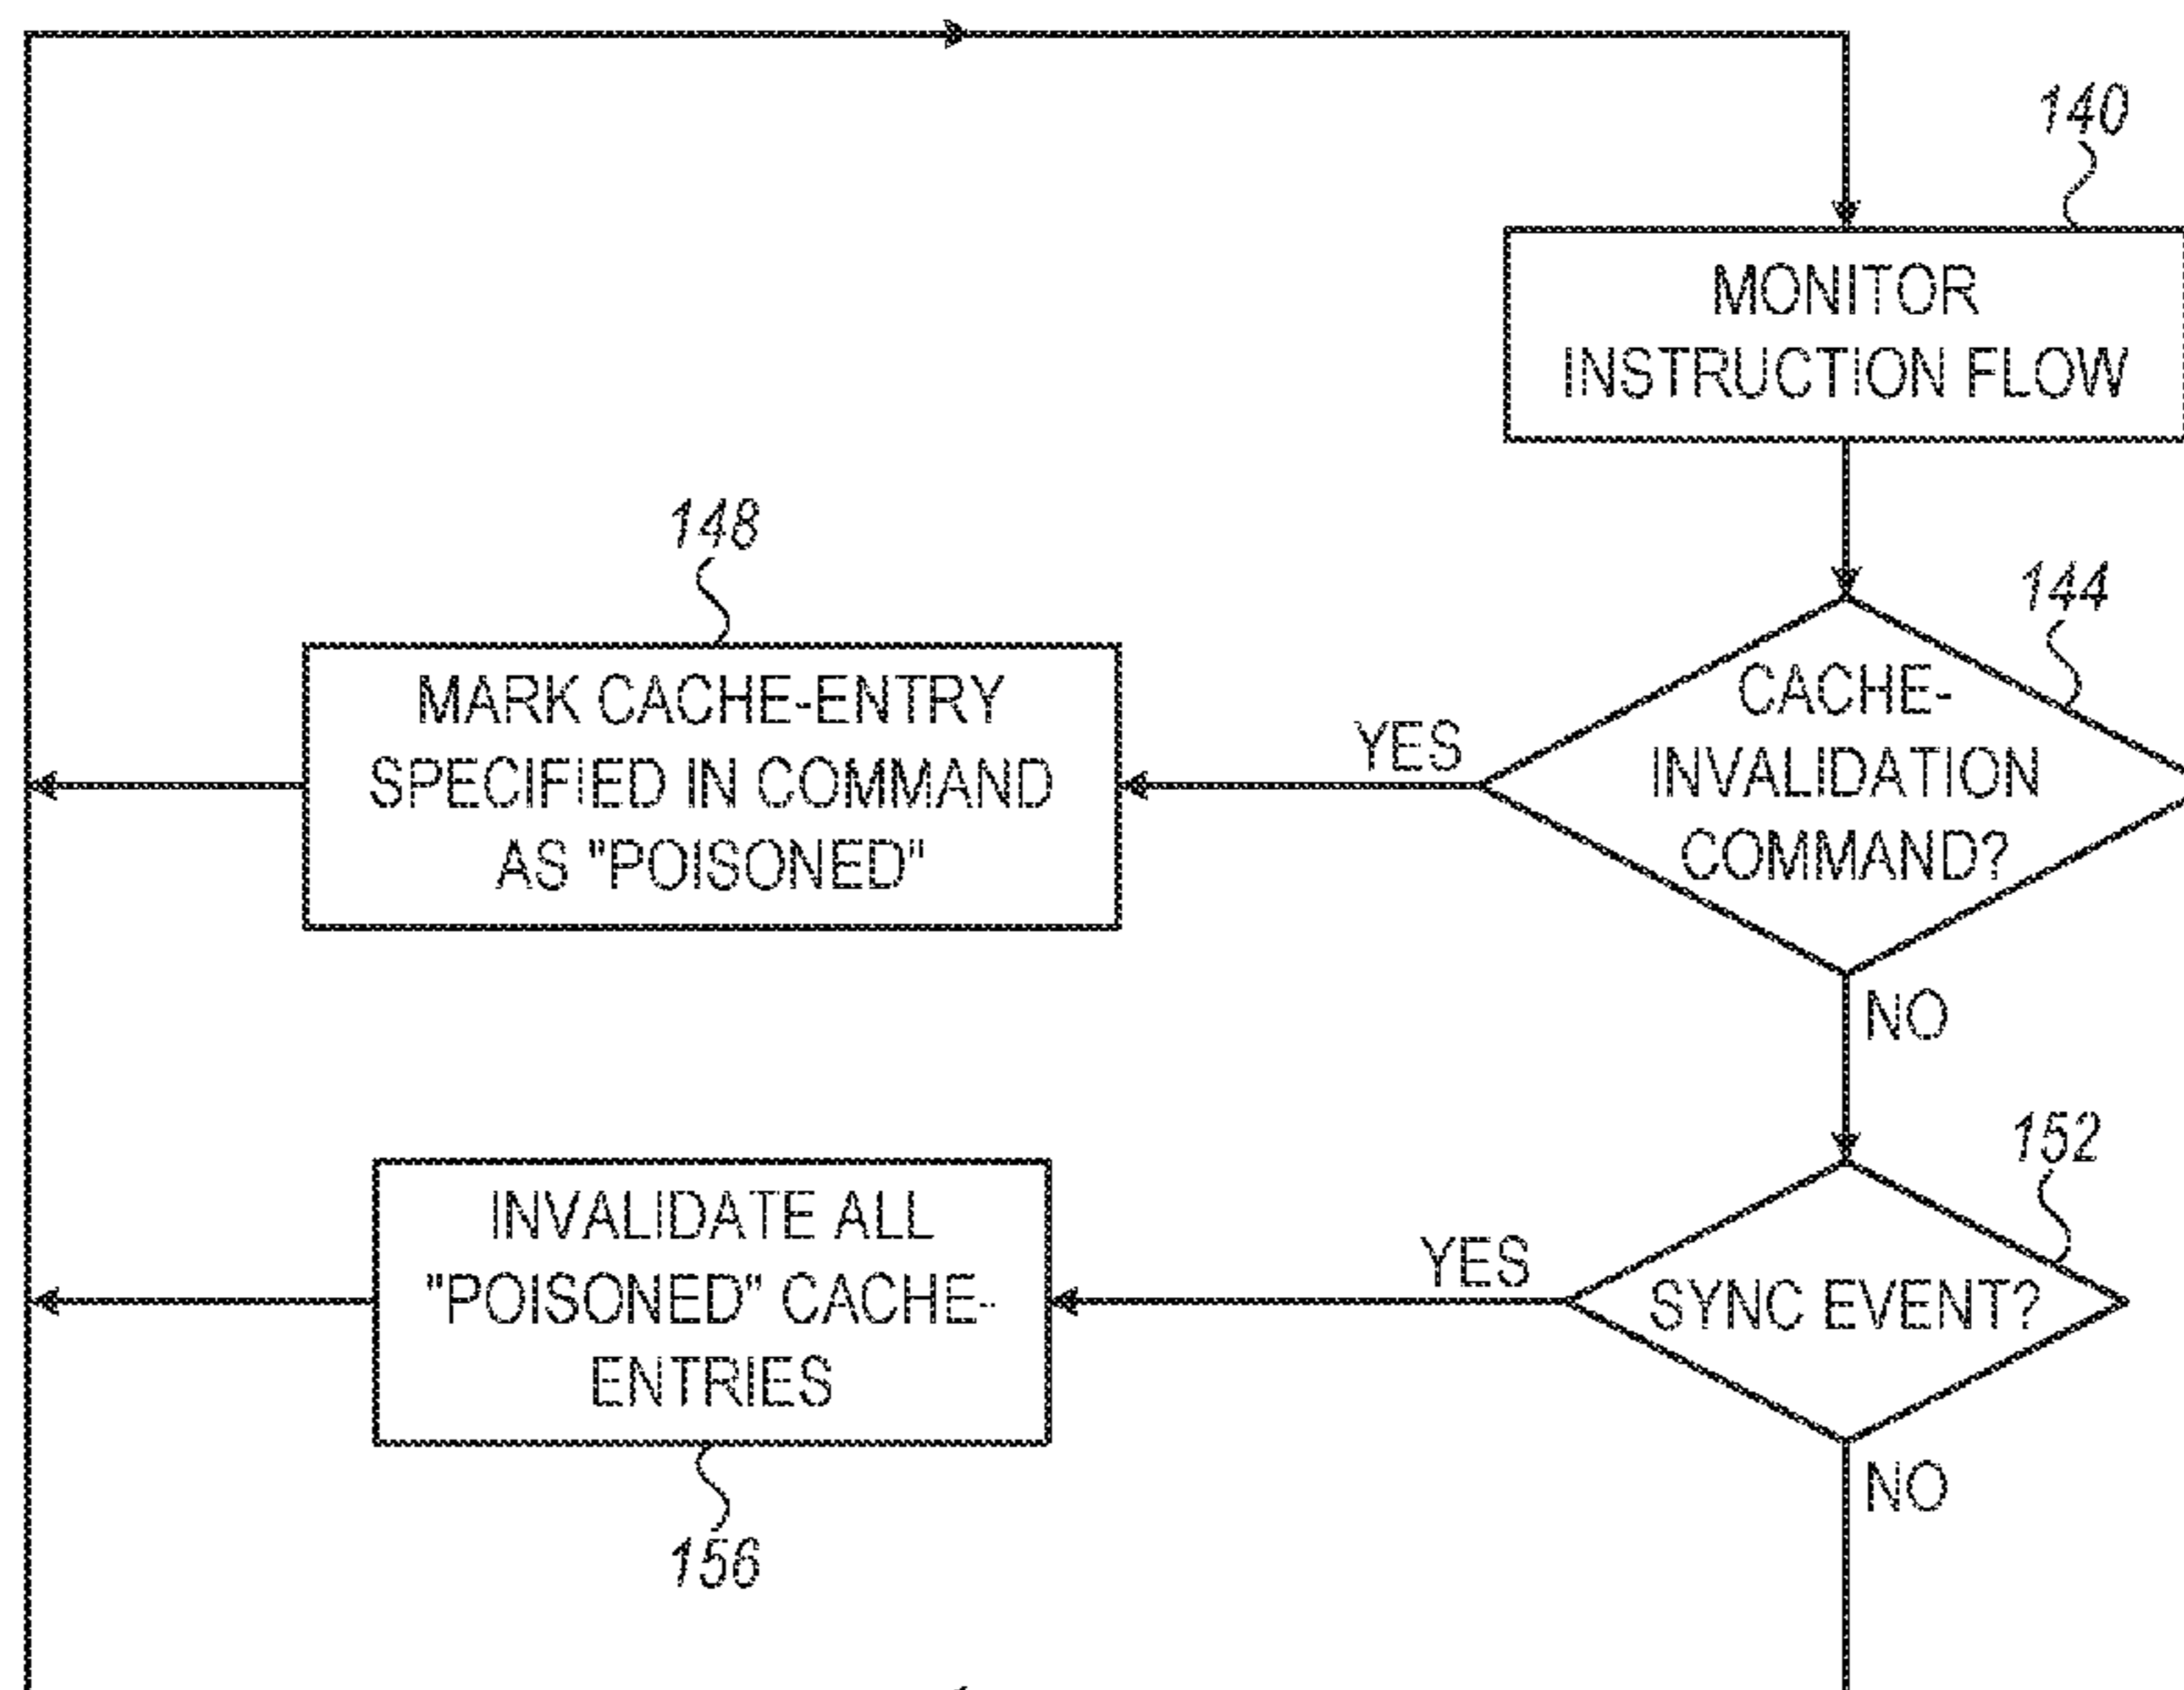 140
MONITOR
INSTRUCTION FLOW
148
144
MARK CACHE-ENTRY
SPECIFIED IN COMMAND
AS "POISONED"
YES
CACHE-
INVALIDATION
COMMAND?
NO
152
INVALIDATE ALL
"POISONED" CACHE-
ENTRIES
YES
SYNC EVENT?
NO
156